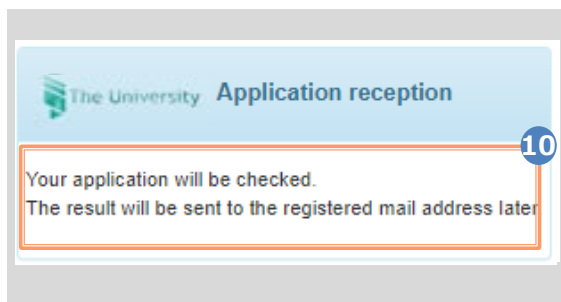 The University Application reception
10
Your application will be checked.
The result will be sent to the registered mail address later